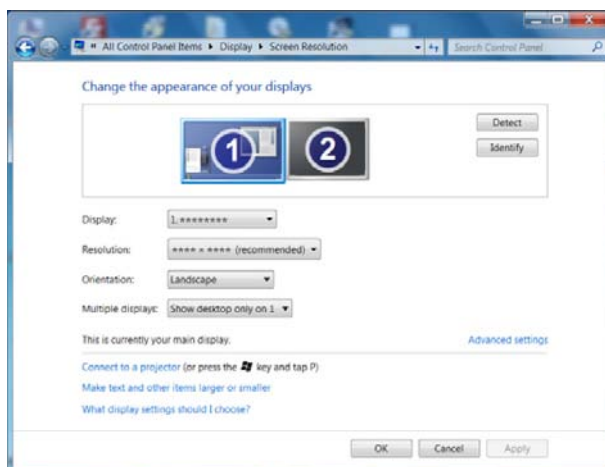 « All Control Panel Items ▸ Display ▸ Screen Resolution
Search Control Panel
Change the appearance of your displays
1
2
Detect
Identify
Display: 1. ********
Resolution: **** × **** (recommended)
Orientation: Landscape
Multiple displays: Show desktop only on 1
This is currently your main display.
Advanced settings
Connect to a projector (or press the key and tap P)
Make text and other items larger or smaller
What display settings should I choose?
OK
Cancel
Apply